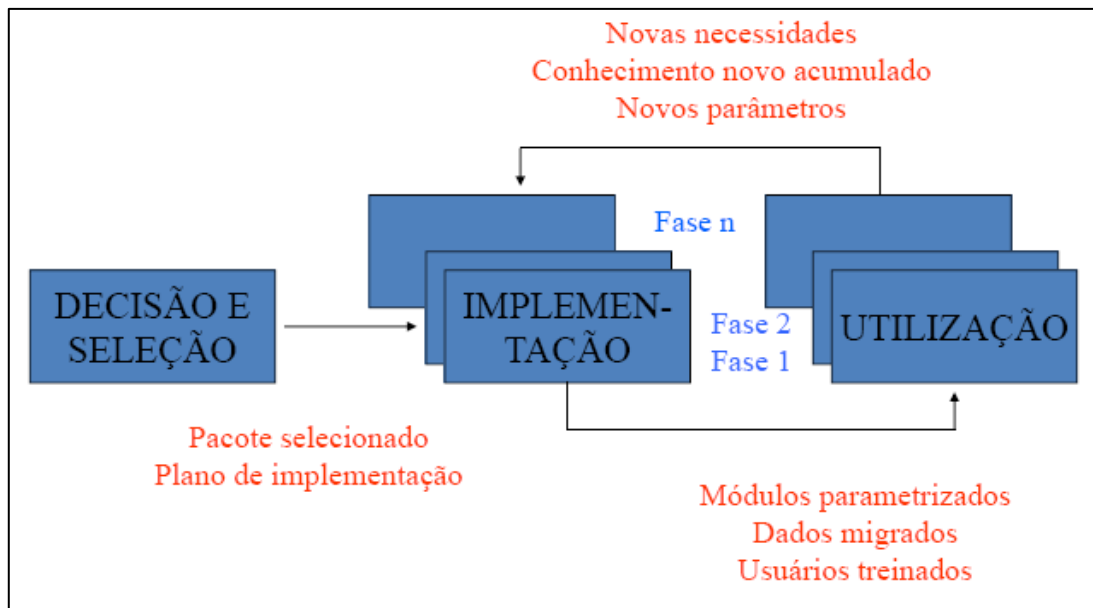 Novas necessidades
Conhecimento novo acumulado
Novos parâmetros
Fase n
DECISÃO E
SELEÇÃO
IMPLEMEN-
TAÇÃO
Fase 2
Fase 1
UTILIZAÇÃO
Pacote selecionado
Plano de implementação
Módulos parametrizados
Dados migrados
Usuários treinados